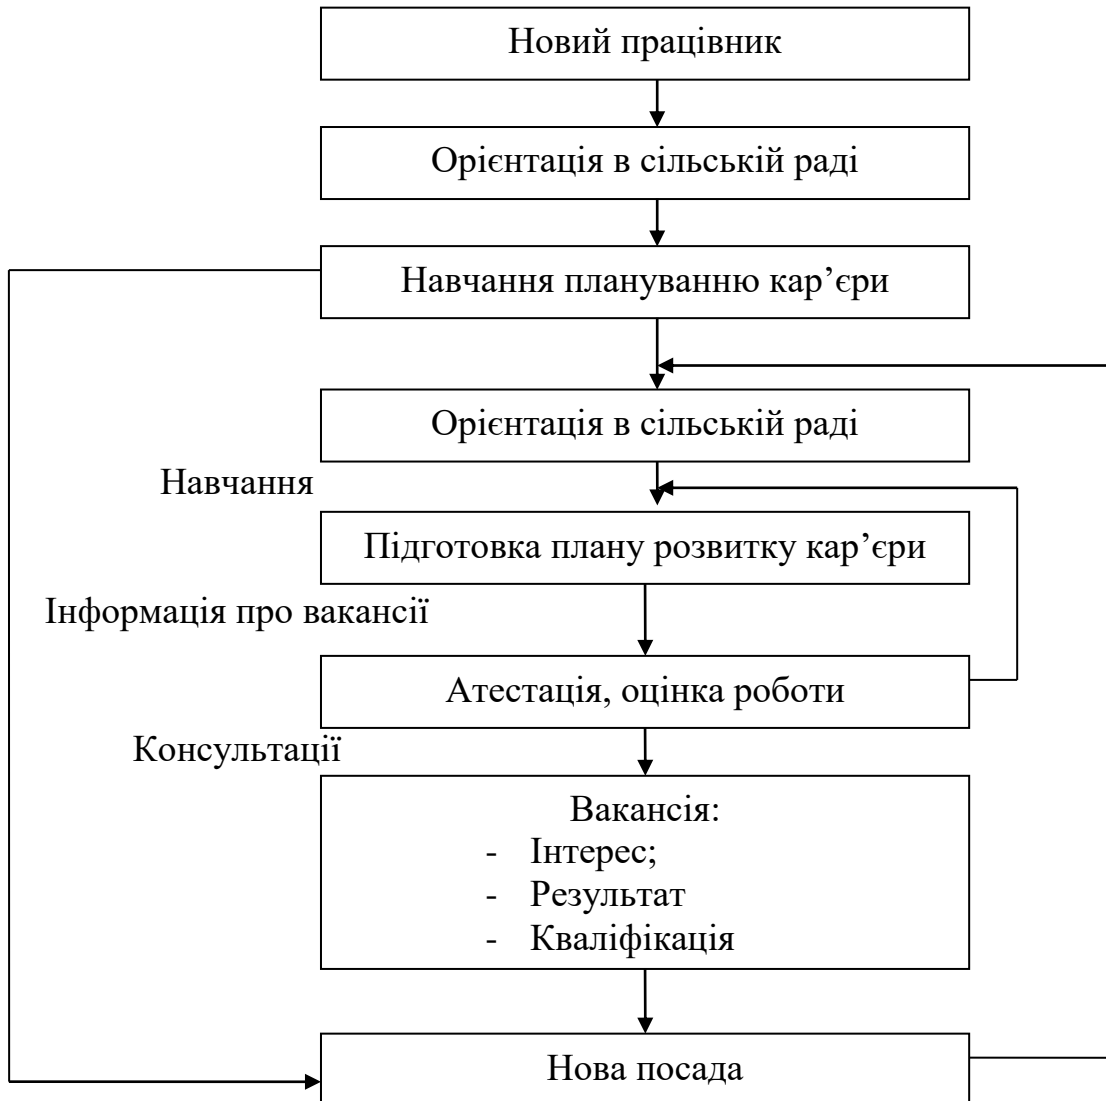 Новий працівник
Орієнтація в сільській раді
Навчання плануванню кар’єри
Орієнтація в сільській раді
Навчання
Підготовка плану розвитку кар’єри
Інформація про вакансії
Атестація, оцінка роботи
Консультації
Вакансія:
- Інтерес;
- Результат
- Кваліфікація
Нова посада